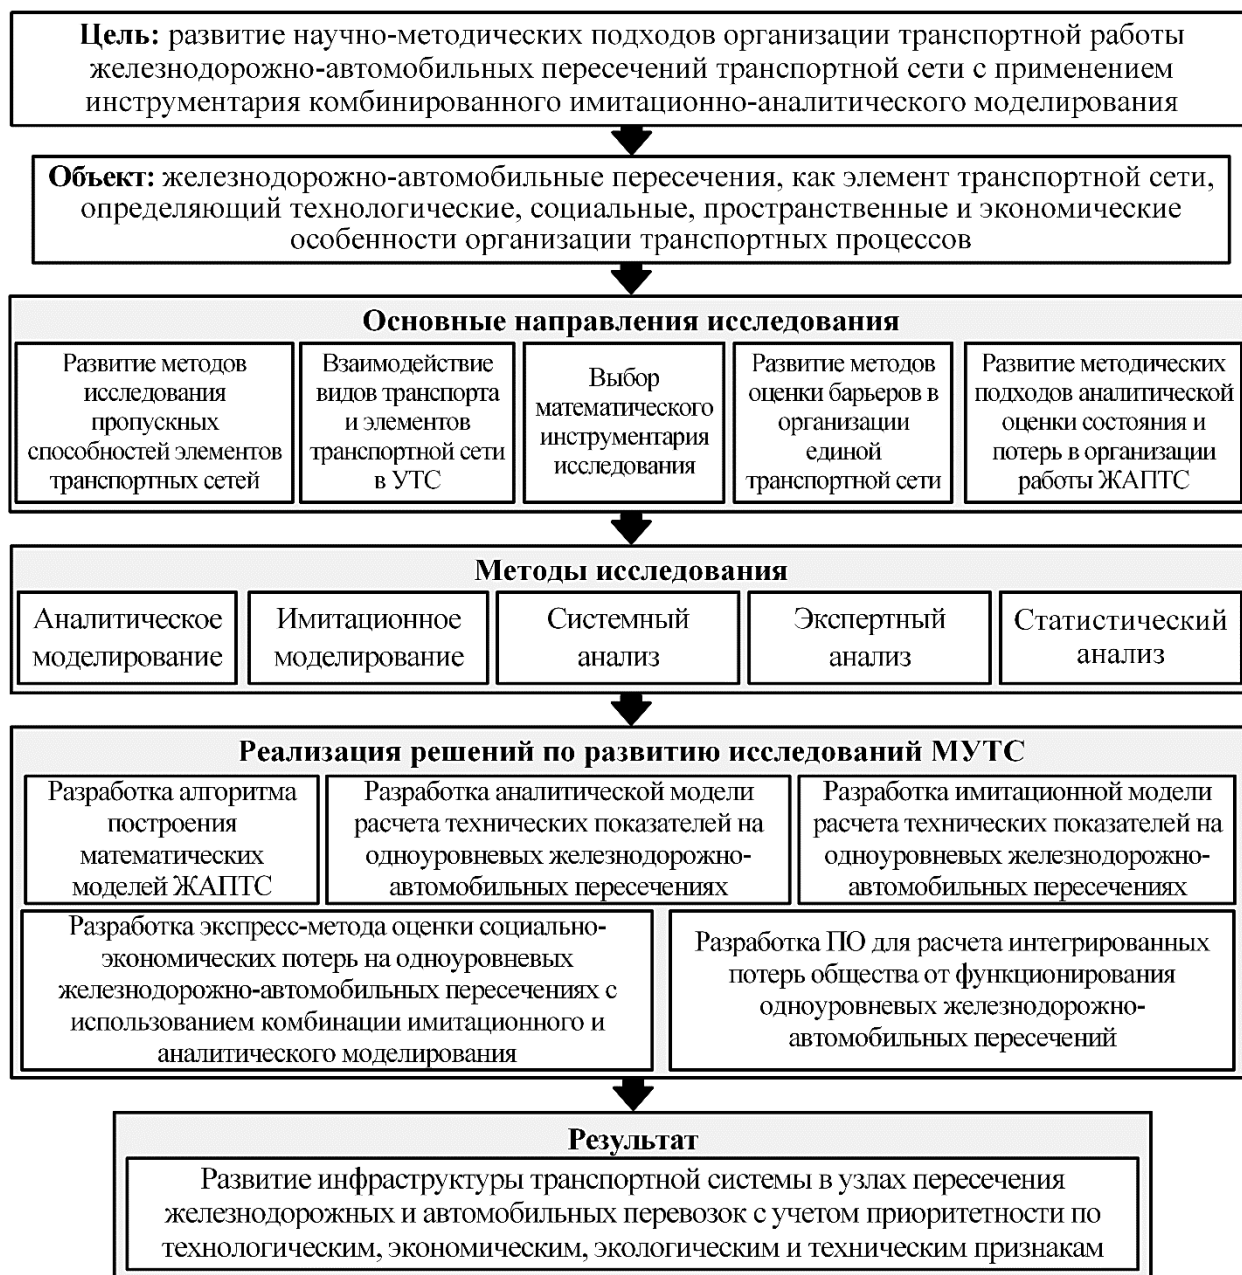 Цель: развитие научно-методических подходов организации транспортной работы
железнодорожно-автомобильных пересечений транспортной сети с применением
инструментария комбинированного имитационно-аналитического моделирования
Объект: железнодорожно-автомобильные пересечения, как элемент транспортной сети,
определяющий технологические, социальные, пространственные и экономические
особенности организации транспортных процессов
Основные направления исследования
Развитие методов
исследования
пропускных
способностей элементов
транспортных сетей
Взаимодействие
видов транспорта
и элементов
транспортной сети
в УТС
Выбор
математического
инструментария
исследования
Развитие методов
оценки барьеров в
организации
единой
транспортной сети
Развитие методических
подходов аналитической
оценки состояния и
потерь в организации
работы ЖАПТС
Методы исследования
Аналитическое
моделирование
Имитационное
моделирование
Системный
анализ
Экспертный
анализ
Статистический
анализ
Реализация решений по развитию исследований МУТС
Разработка алгоритма
построения
математических
моделей ЖАПТС
Разработка аналитической модели
расчета технических показателей на
одноуровневых железнодорожно-
автомобильных пересечениях
Разработка имитационной модели
расчета технических показателей на
одноуровневых железнодорожно-
автомобильных пересечениях
Разработка экспресс-метода оценки социально-
экономических потерь на одноуровневых
железнодорожно-автомобильных пересечениях с
использованием комбинации имитационного и
аналитического моделирования
Разработка ПО для расчета интегрированных
потерь общества от функционирования
одноуровневых железнодорожно-
автомобильных пересечений
Результат
Развитие инфраструктуры транспортной системы в узлах пересечения
железнодорожных и автомобильных перевозок с учетом приоритетности по
технологическим, экономическим, экологическим и техническим признакам